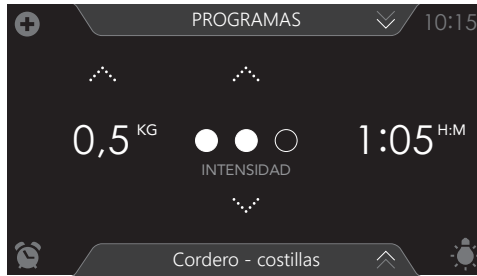 PROGRAMAS
10:15
0,5 KG
1:05 H:M
INTENSIDAD
Cordero - costillas